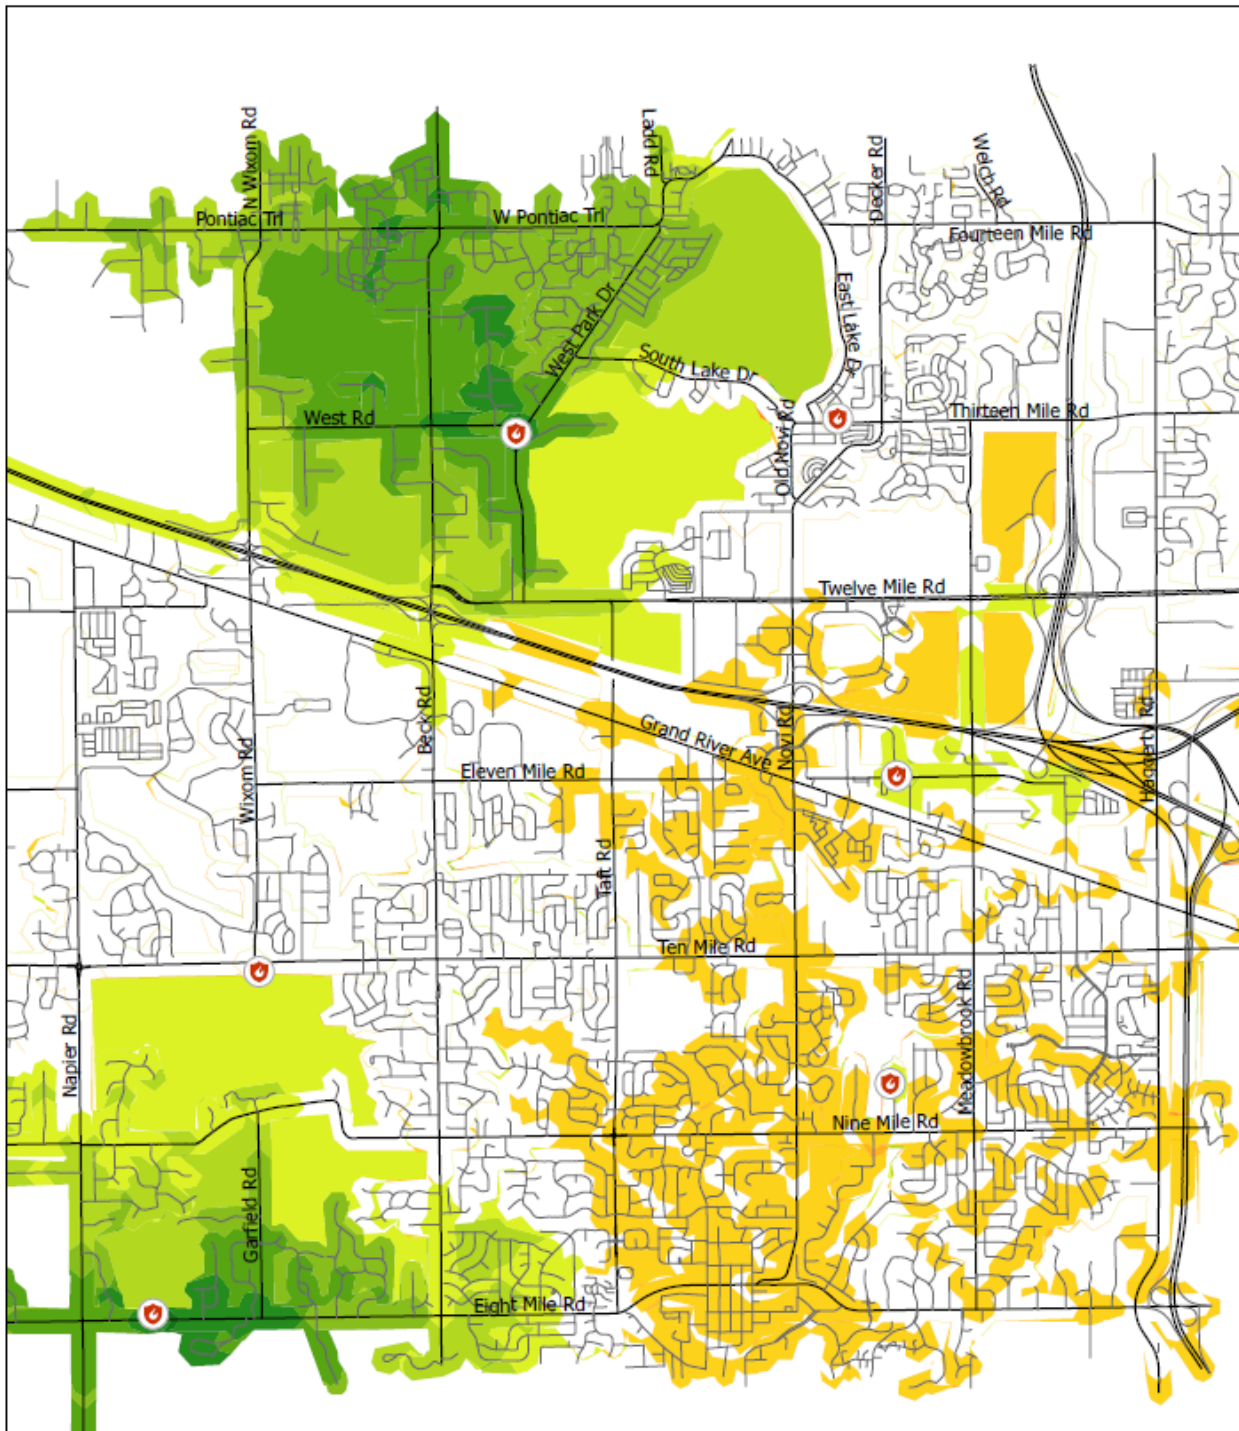 N Wixom Rd
Ladd Rd
Decker Rd
Welch Rd
Pontiac Trl
W Pontiac Trl
Fourteen Mile Rd
East Lake Dr
West Park Dr
South Lake Dr
West Rd
Old Novi Rd
Thirteen Mile Rd
Twelve Mile Rd
Beck Rd
Grand River Ave
Novi Rd
Haggerty Rd
Wixom Rd
Eleven Mile Rd
Taft Rd
Ten Mile Rd
Napier Rd
Meadowbrook Rd
Nine Mile Rd
Garfield Rd
Eight Mile Rd